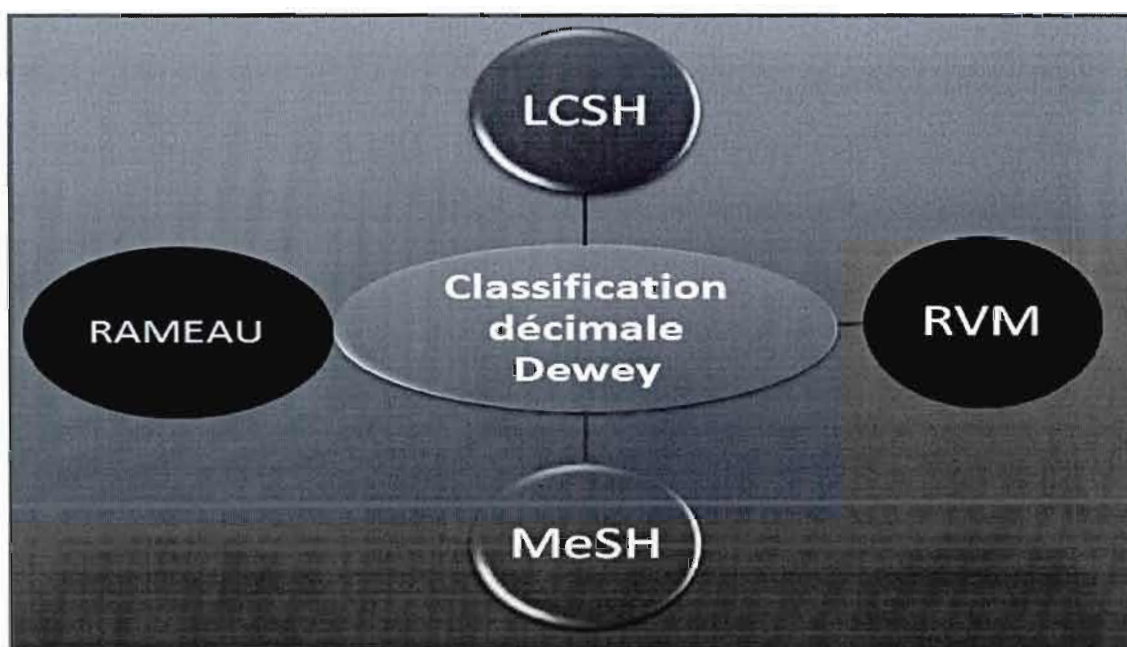 LCSH
RAMEAU
Classification
décimale
Dewey
RVM
MeSH